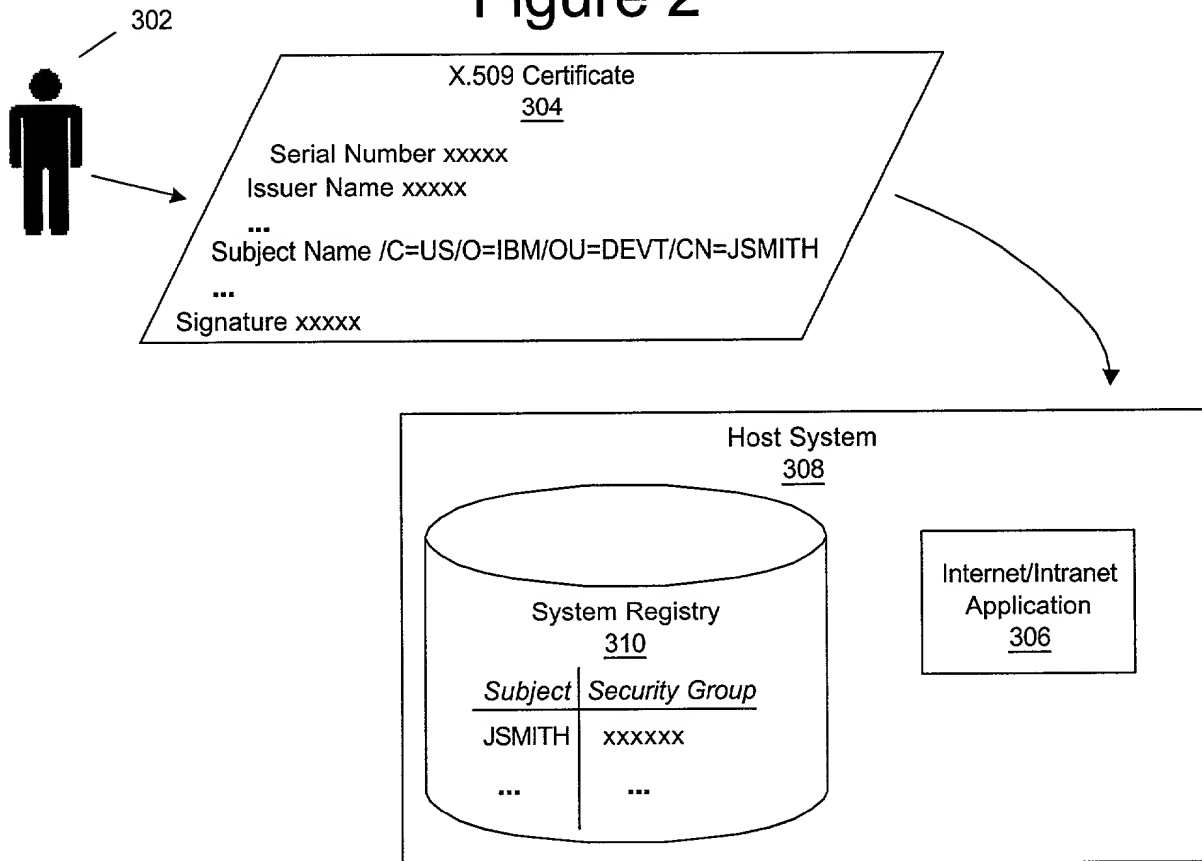 Figure 2
302
X.509 Certificate
304
Serial Number xxxxx
Issuer Name xxxxx
...
Subject Name /C=US/O=IBM/OU=DEVT/CN=JSMITH
...
Signature xxxxx
Host System
308
System Registry
310
Subject Security Group
JSMITH xxxxxx
... ...
Internet/Intranet
Application
306